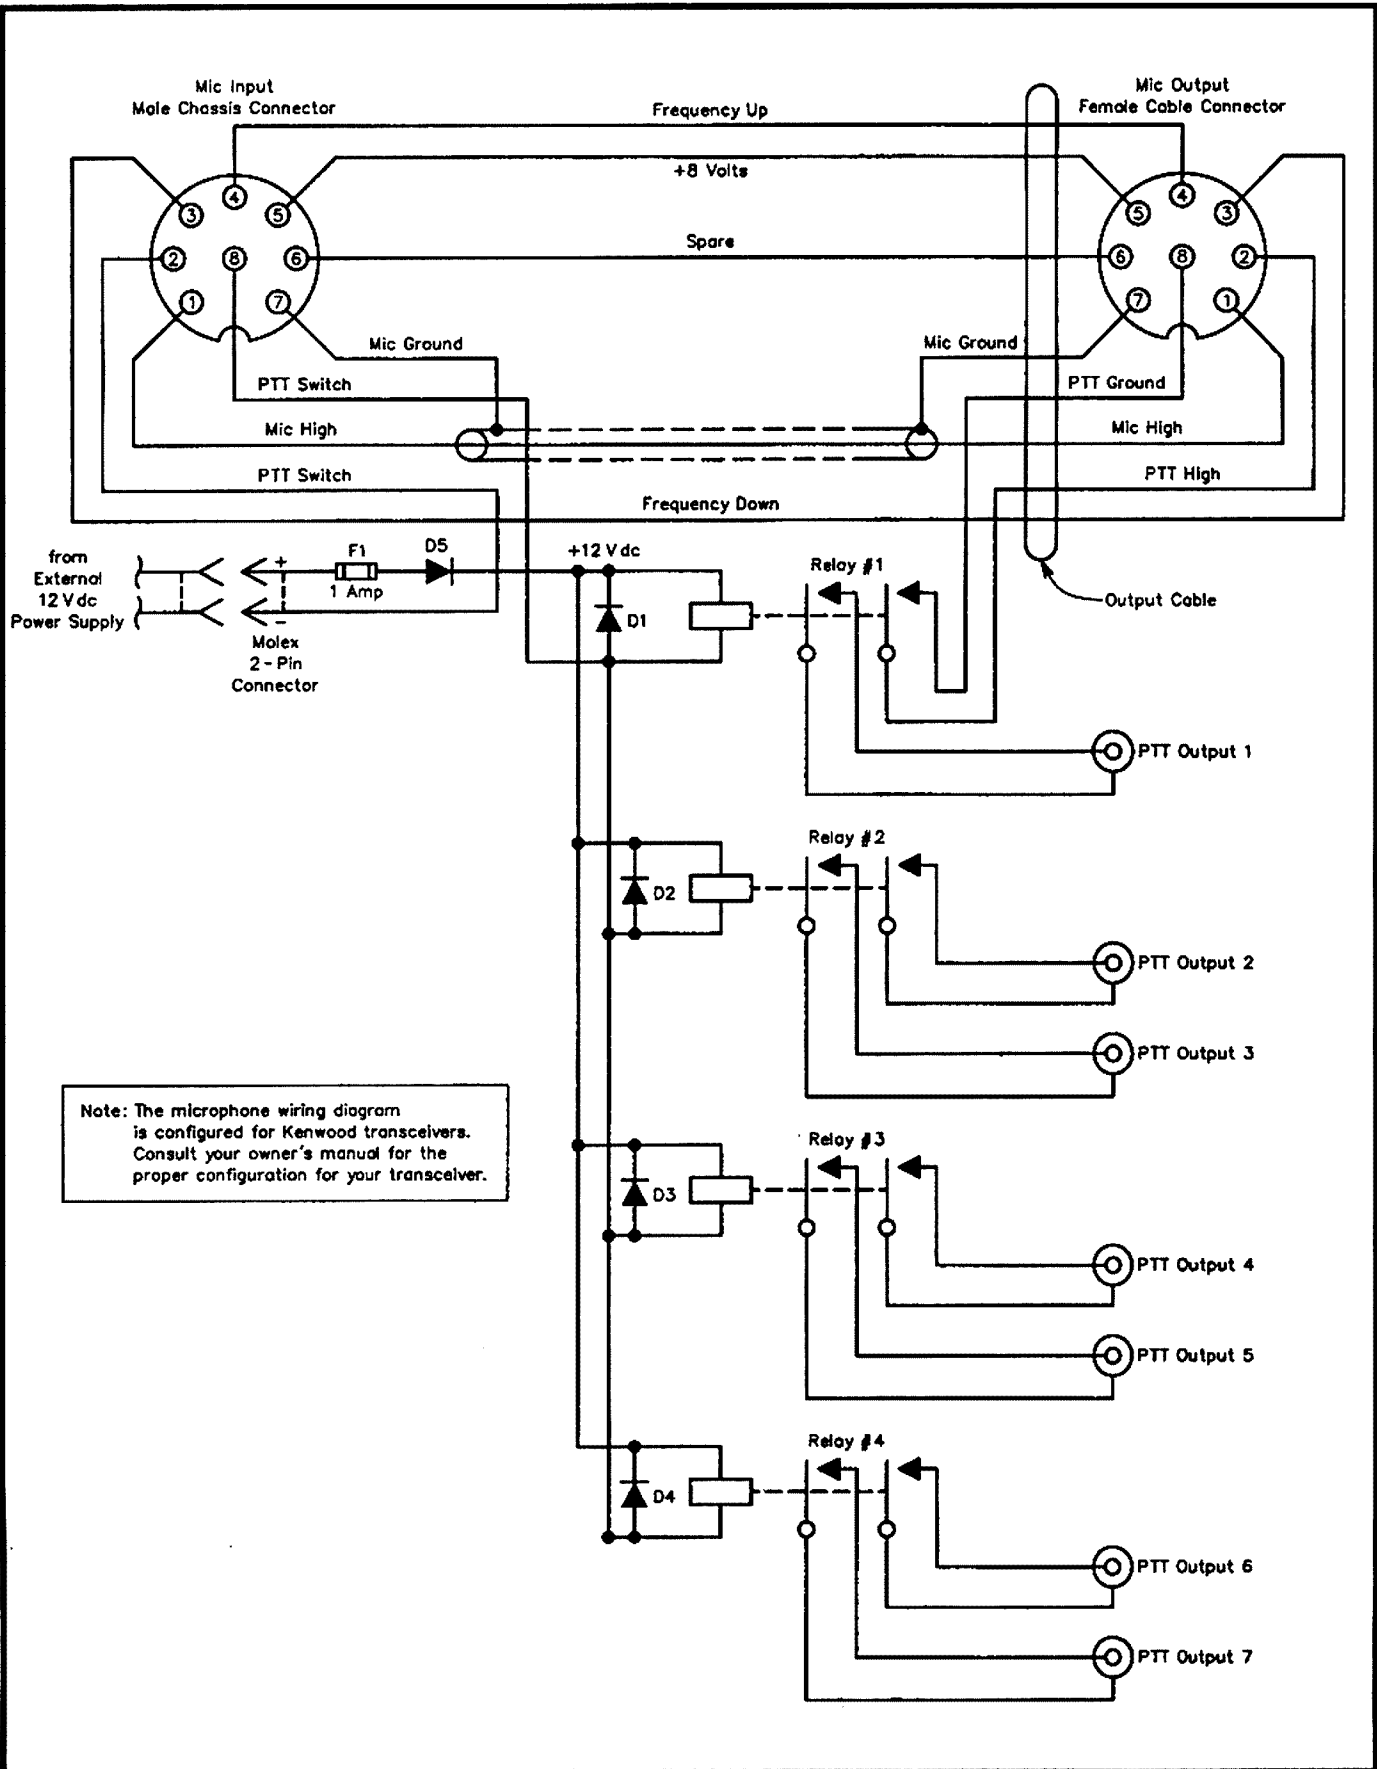 Mic Input
Male Chassis Connector
Mic Output
Female Cable Connector
Frequency Up
+8 Volts
4
3
5
2
8
6
1
7
Spare
4
5
3
6
8
2
7
1
Mic Ground
Mic Ground
PTT Switch
PTT Ground
Mic High
Mic High
PTT Switch
PTT High
Frequency Down
from
External
12 Vdc
Power Supply
+
-
Molex
2-Pin
Connector
F1
1 Amp
D5
+12 Vdc
D1
Relay #1
Output Cable
PTT Output 1
Relay #2
D2
PTT Output 2
PTT Output 3
Note: The microphone wiring diagram
is configured for Kenwood transceivers.
Consult your owner's manual for the
proper configuration for your transceiver.
Relay #3
D3
PTT Output 4
PTT Output 5
Relay #4
D4
PTT Output 6
PTT Output 7